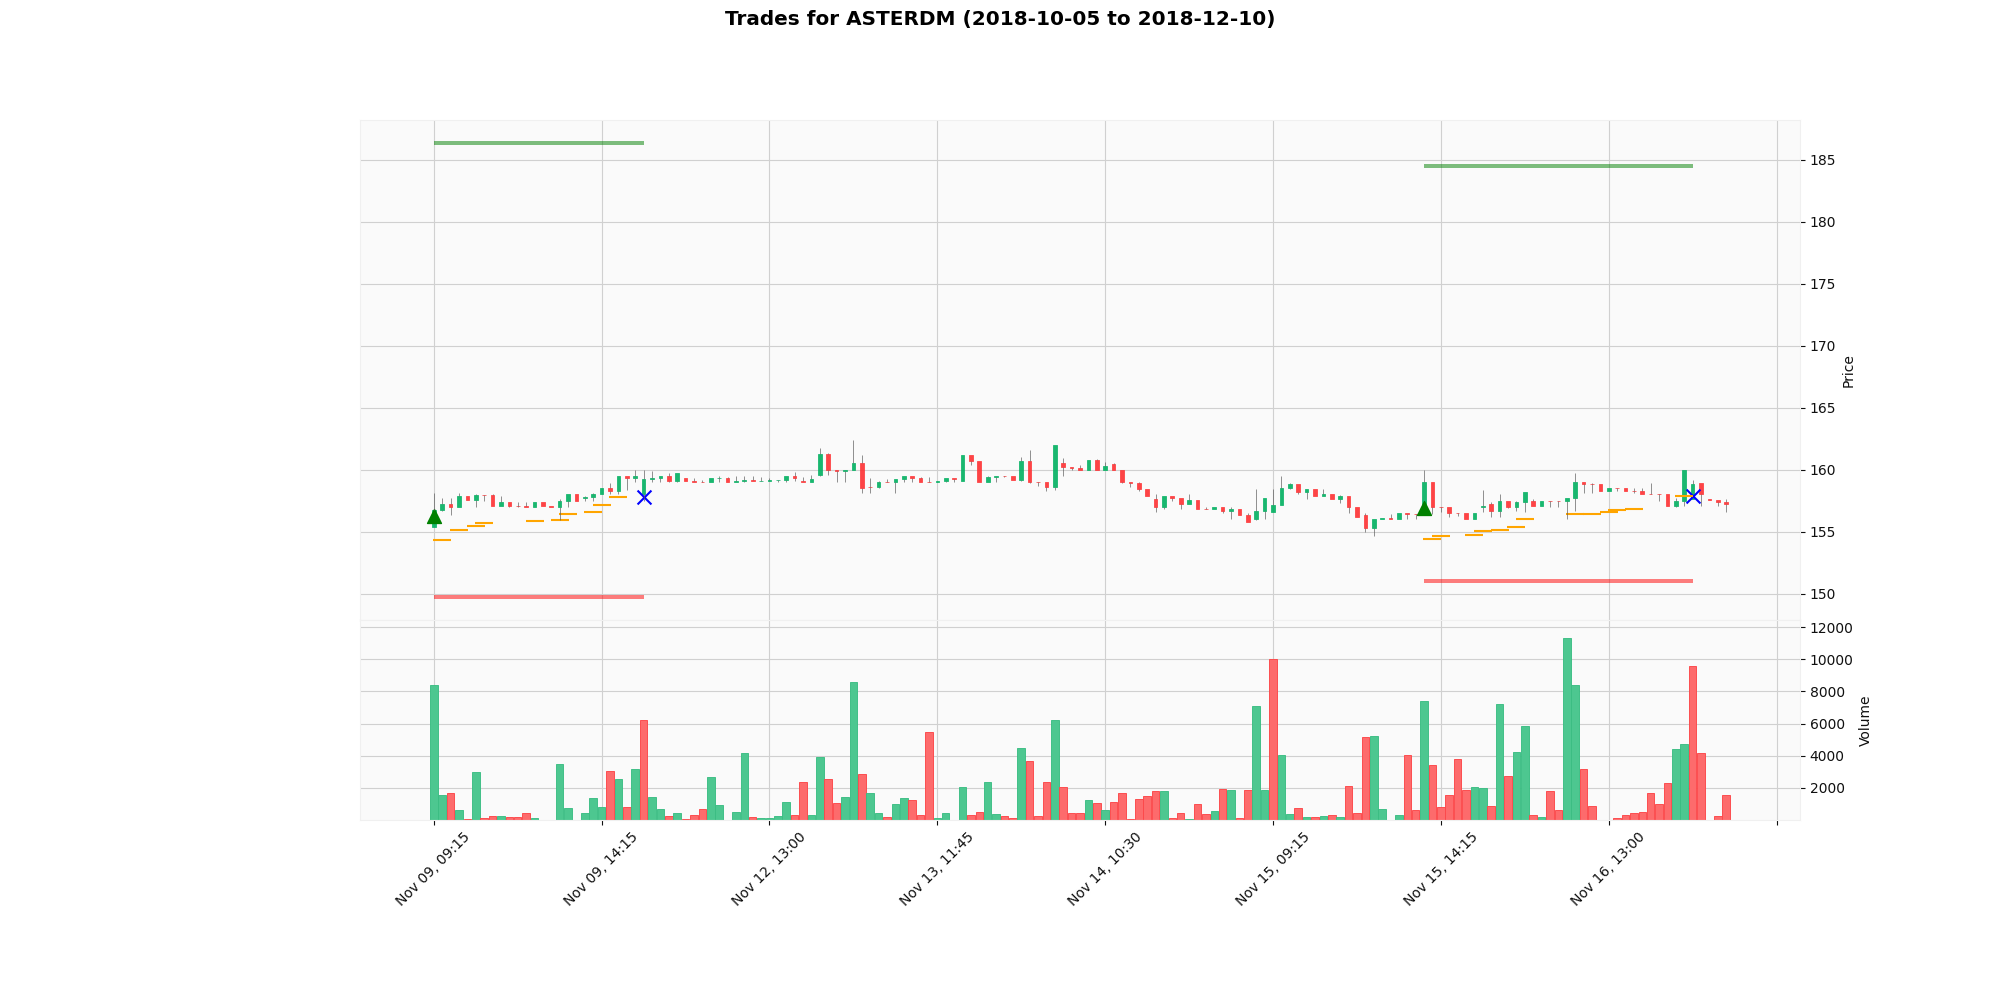 Trades for ASTERDM (2018-10-05 to 2018-12-10)
185
180
175
170
165
160
155
150
Price
12000
10000
8000
6000
4000
2000
Volume
Nov 09, 09:15
Nov 09, 14:15
Nov 12, 13:00
Nov 13, 11:45
Nov 14, 10:30
Nov 15, 09:15
Nov 15, 14:15
Nov 16, 13:00